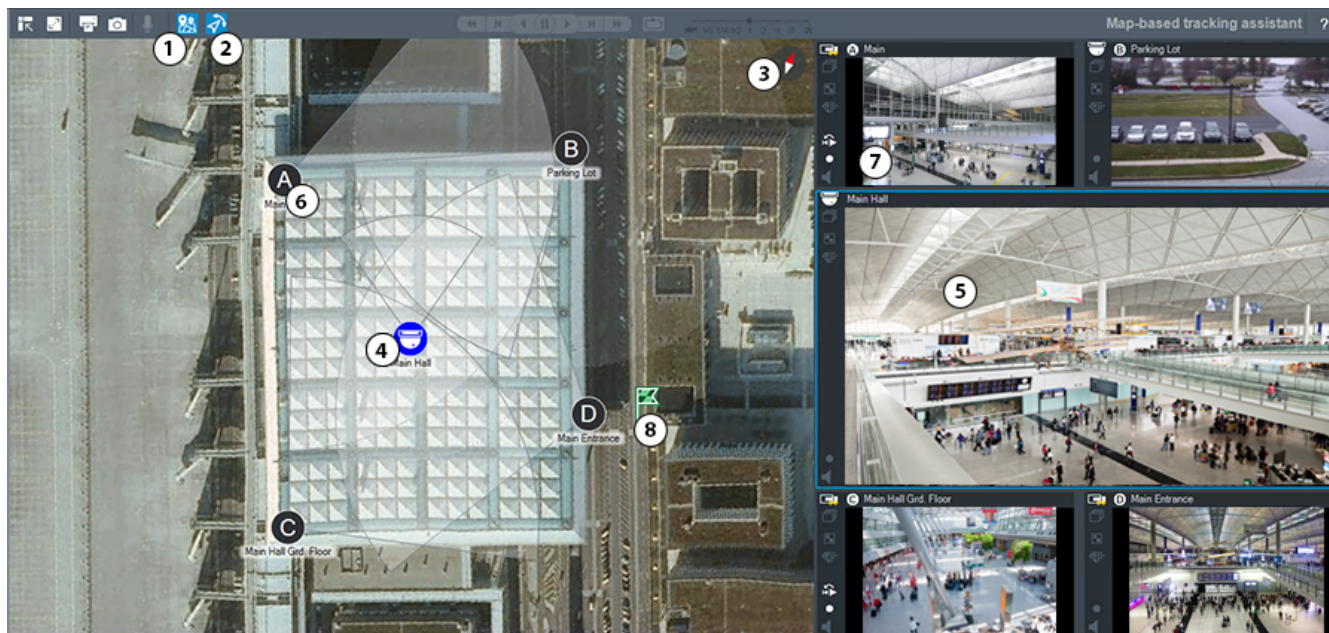 Map-based tracking assistant ?
1
2
3
A Main
B Parking Lot
B
Parking Lot
A
6
7
Main Hall
5
4
Main Hall
D
Main Entrance
8
C
Main Hall Grd. Floor
C Main Hall Grd. Floor
D Main Entrance